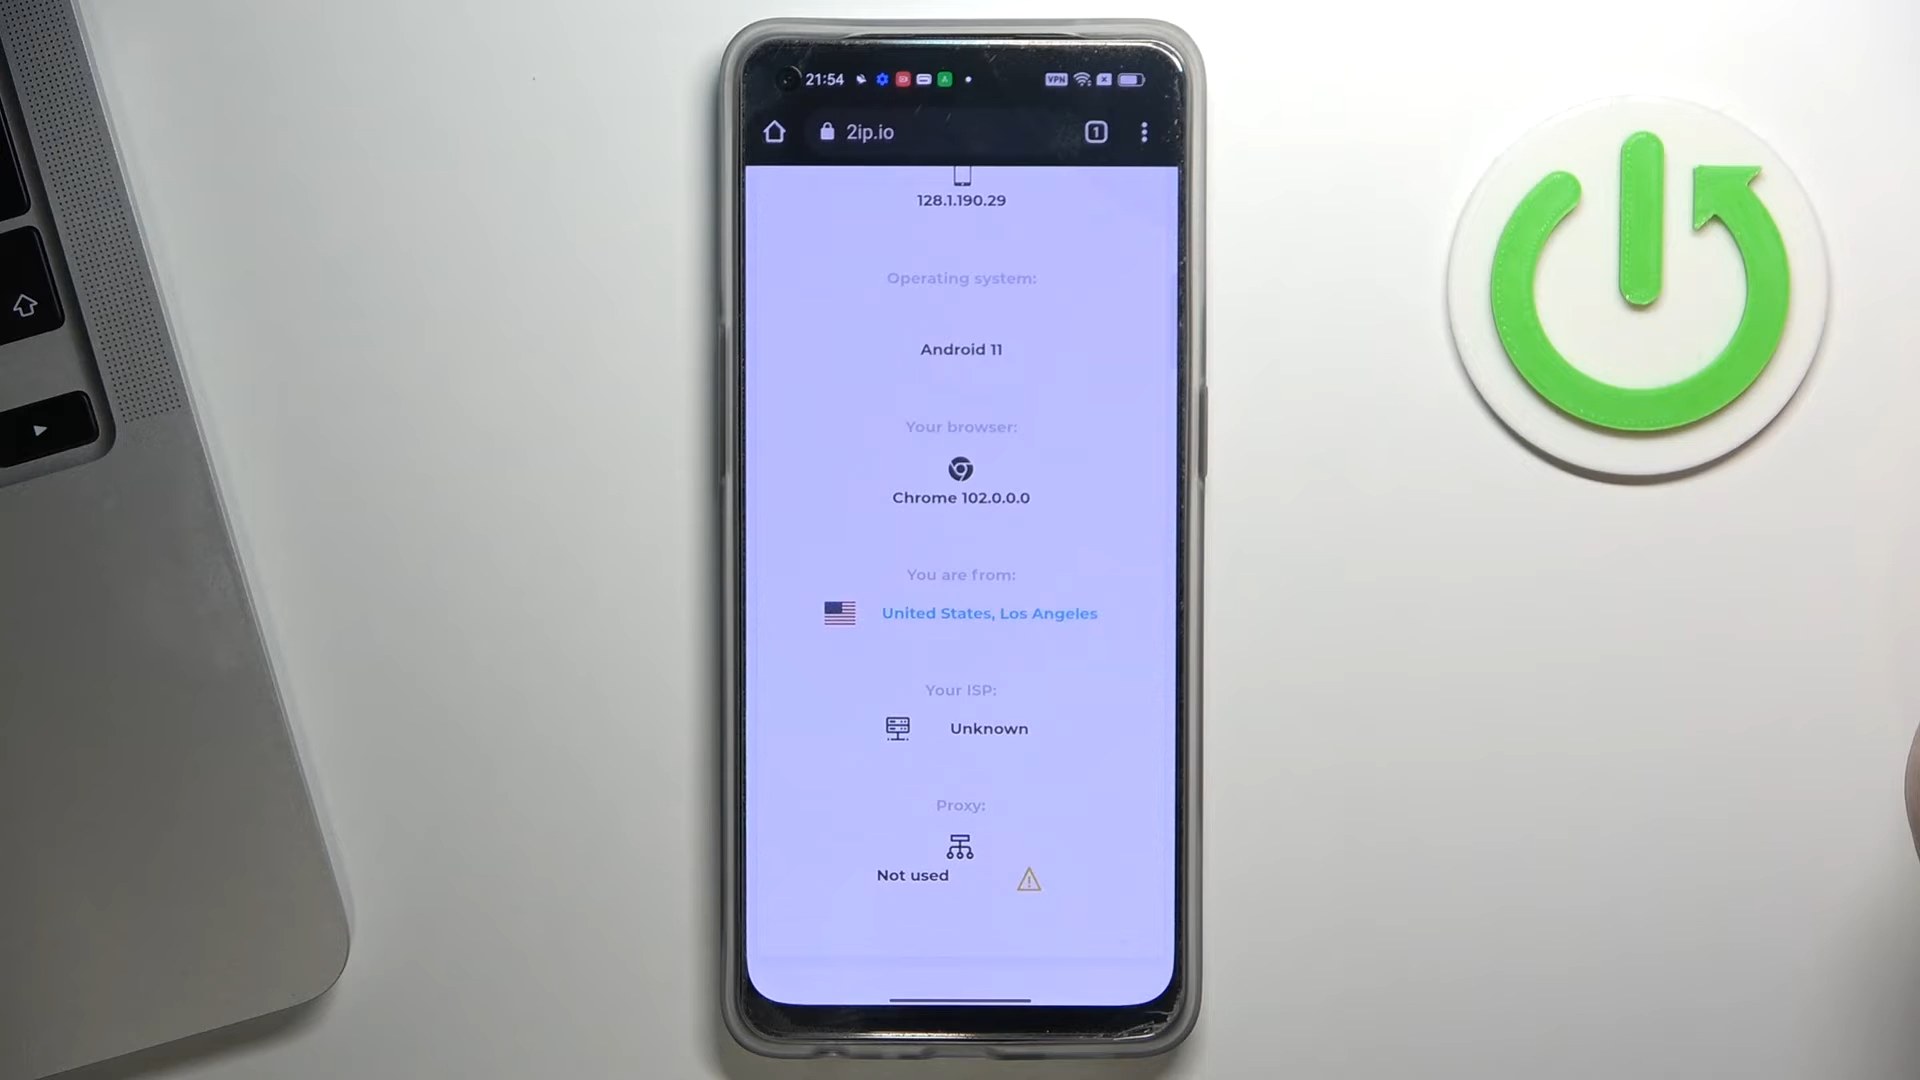 21:54
VPN
2ip.io
1
128.1.190.29
Operating system:
Android 11
Your browser:
Chrome 102.0.0.0
You are from:
United States, Los Angeles
Your ISP:
Unknown
Proxy:
Not used